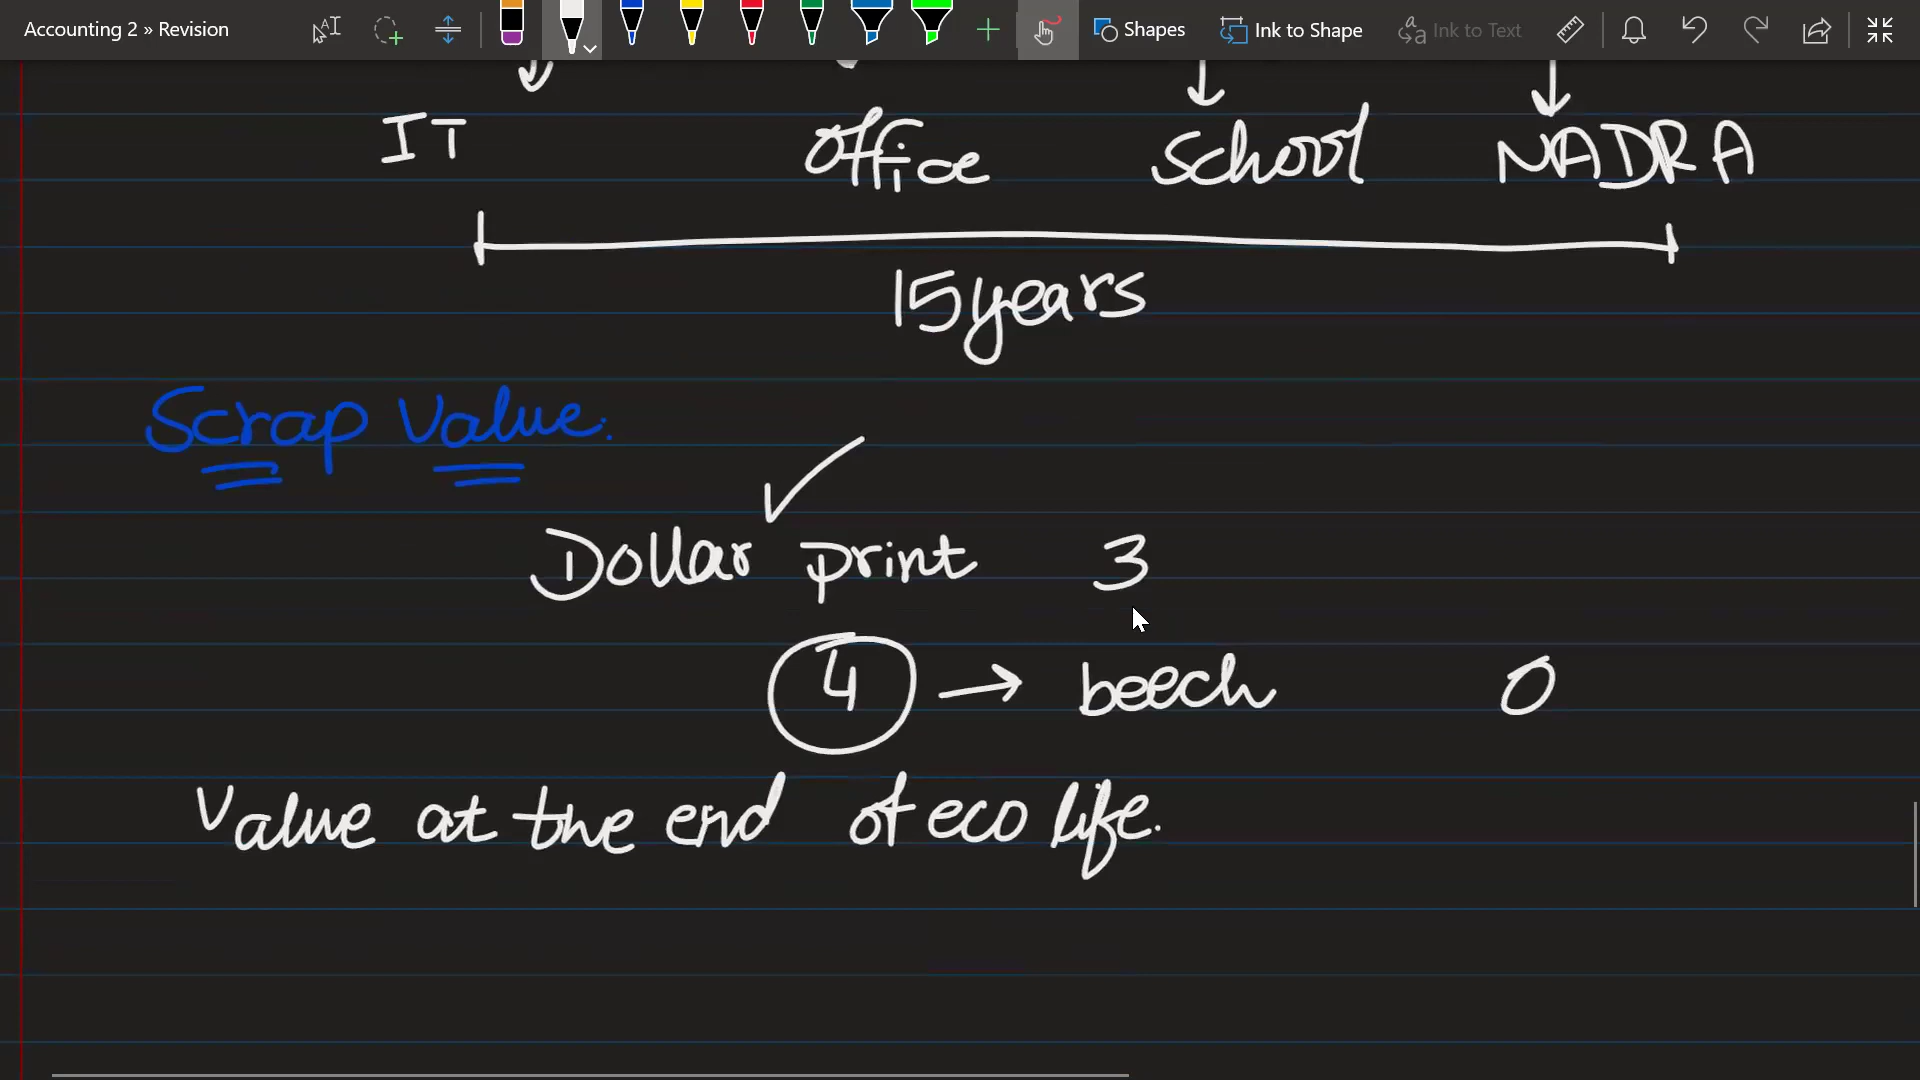 Accounting 2 » Revision
Shapes
Ink to Shape
Ink to Text
IT office School NADRA
15 years
Scrap Value:
Dollar print 3
4 → beech 0
Value at the end of eco life.